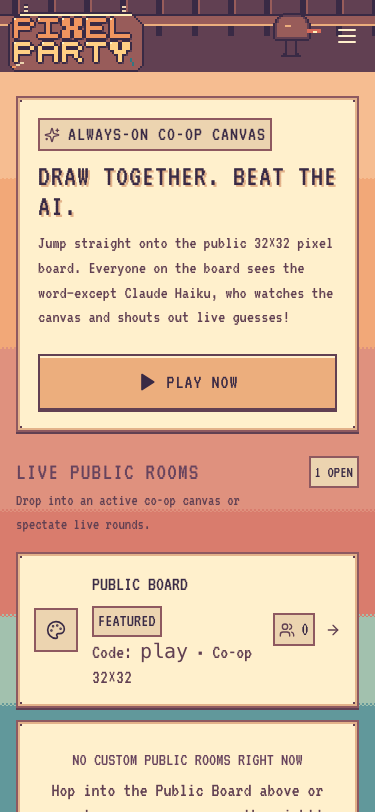 PIXEL
PARTY
ALWAYS-ON CO-OP CANVAS
DRAW TOGETHER. BEAT THE
AI.
Jump straight onto the public 32×32 pixel
board. Everyone on the board sees the
word—except Claude Haiku, who watches the
canvas and shouts out live guesses!
PLAY NOW
LIVE PUBLIC ROOMS
1 OPEN
Drop into an active co-op canvas or
spectate live rounds.
PUBLIC BOARD
FEATURED
0
Code: play · Co-op
32×32
NO CUSTOM PUBLIC ROOMS RIGHT NOW
Hop into the Public Board above or